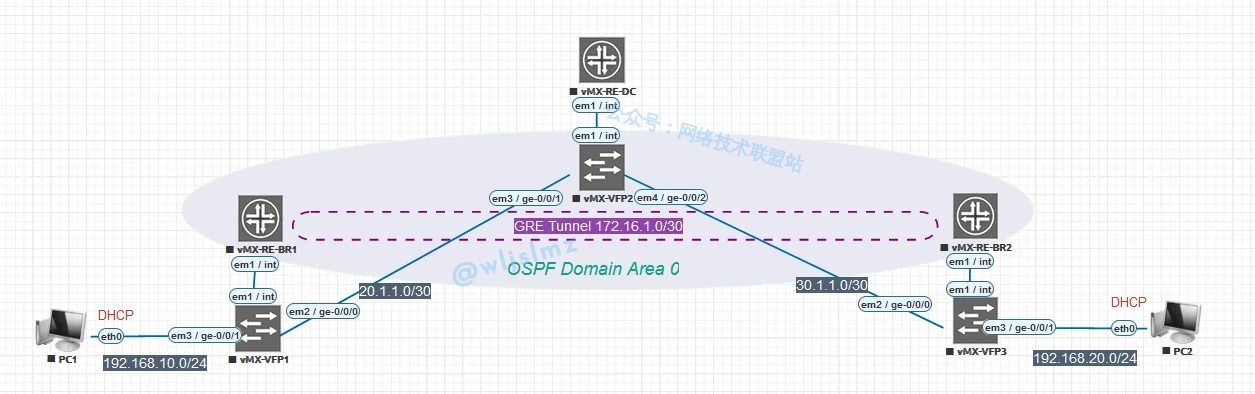 vMX-RE-DC
em1 / int
公众号：网络技术联盟站
em1 / int
em3 / ge-0/0/1
vMX-VFP2
em4 / ge-0/0/2
GRE Tunnel 172.16.1.0/30
vMX-RE-BR1
vMX-RE-BR2
em1 / int
em1 / int
@wlislmz
OSPF Domain Area 0
20.1.1.0/30
30.1.1.0/30
em1 / int
em1 / int
DHCP
em2 / ge-0/0/0
em2 / ge-0/0/0
DHCP
eth0
em3 / ge-0/0/1
em3 / ge-0/0/1
eth0
PC1
192.168.10.0/24
vMX-VFP1
vMX-VFP3
192.168.20.0/24
PC2